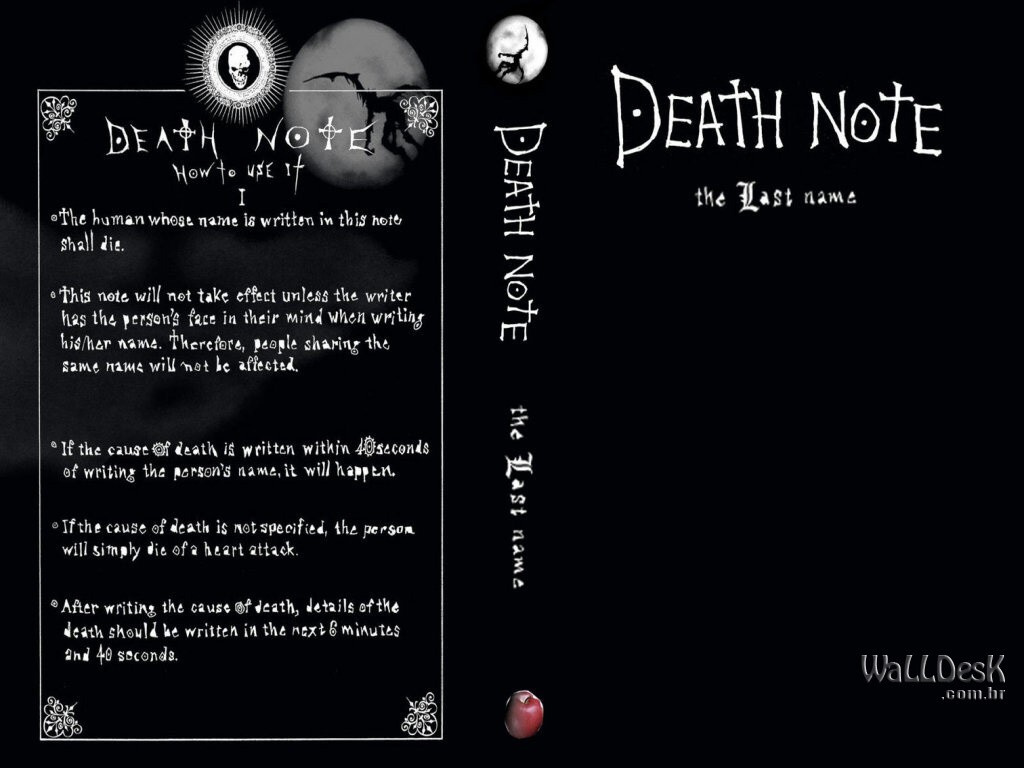 DEATH NOTE
HOW TO USE IT
I
The human whose name is written in this note
shall die.
This note will not take effect unless the writer
has the person's face in their mind when writing
his/her name. Therefore, people sharing the
same name will not be affected.
If the cause of death is written within 40 seconds
of writing the person's name, it will happen.
If the cause of death is not specified, the person
will simply die of a heart attack.
After writing the cause of death, details of the
death should be written in the next 6 minutes
and 40 seconds.
DEATH NOTE
the Last name
DEATH NOTE
the Last name
WaLLDesK
.com.br